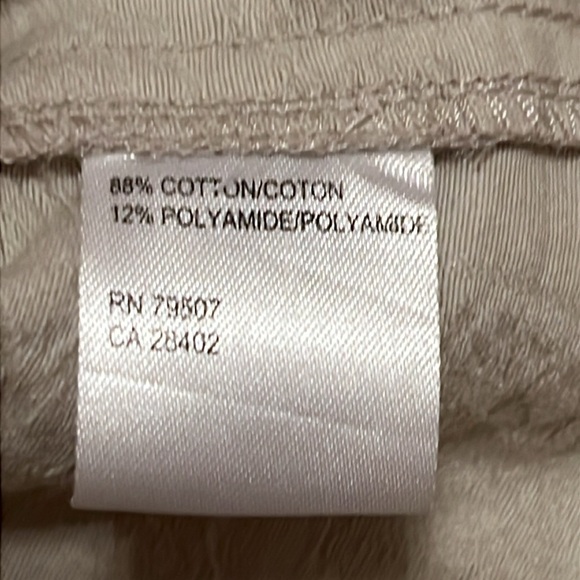 88% COTTON/COTON
12% POLYAMIDE/POLYAMIDE
RN 79507
CA 28402